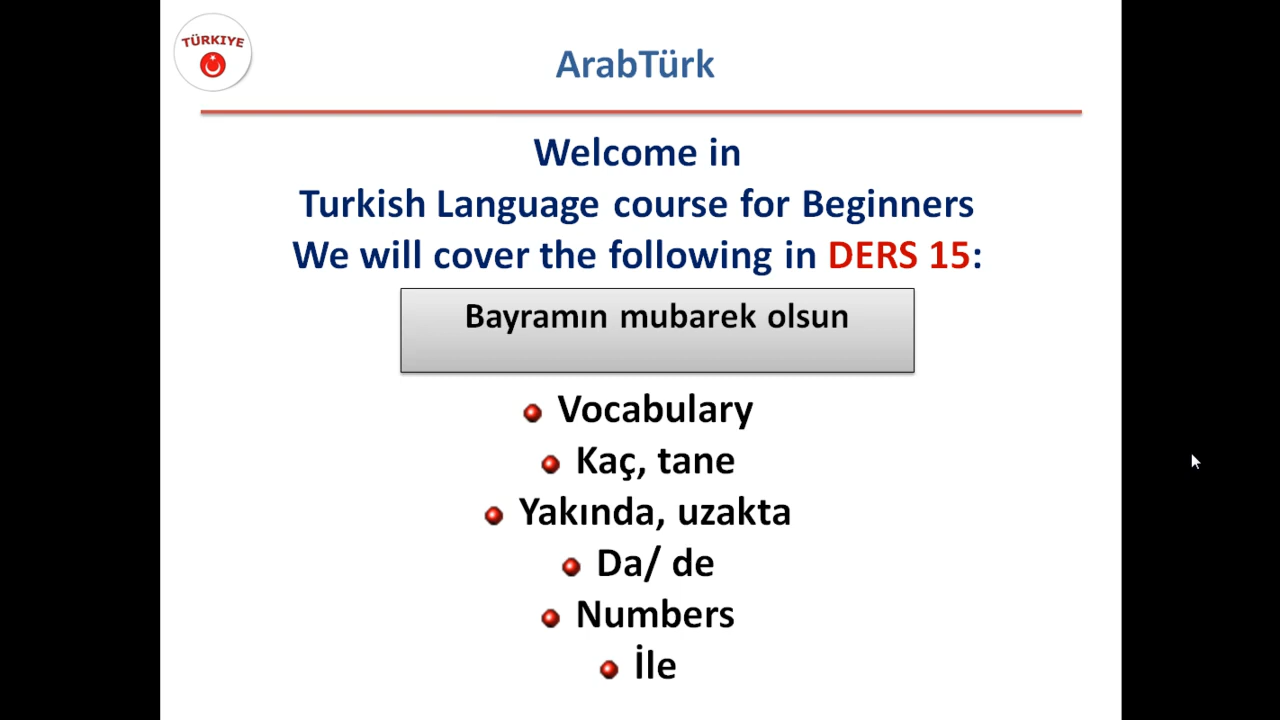 TÜRKIYE
ArabTürk
Welcome in
Turkish Language course for Beginners
We will cover the following in DERS 15:
Bayramın mubarek olsun
Vocabulary
Kaç, tane
Yakında, uzakta
Da/ de
Numbers
İle